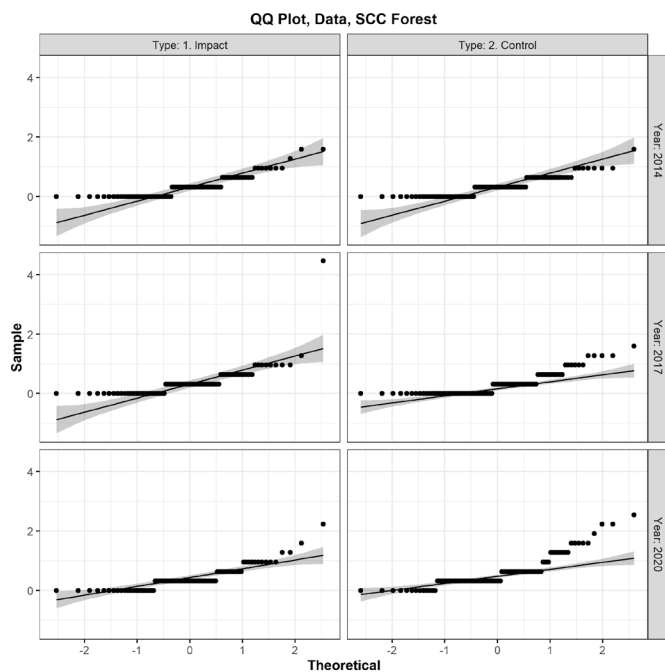 QQ Plot, Data, SCC Forest
Type: 1. Impact
Type: 2. Control
4
2
0
Year: 2014
4
2
0
Year: 2017
4
2
0
Year: 2020
Sample
-2 -1 0 1 2
-2 -1 0 1 2
Theoretical